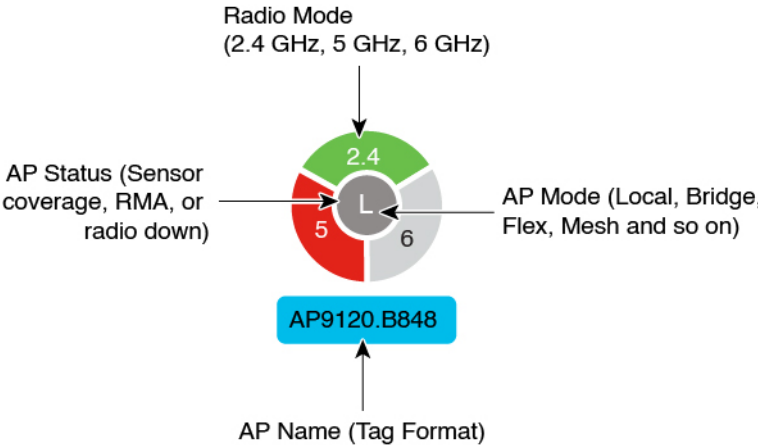 Radio Mode
(2.4 GHz, 5 GHz, 6 GHz)
2.4
AP Status (Sensor
coverage, RMA, or
radio down)
L
5
6
AP Mode (Local, Bridge,
Flex, Mesh and so on)
AP9120.B848
AP Name (Tag Format)